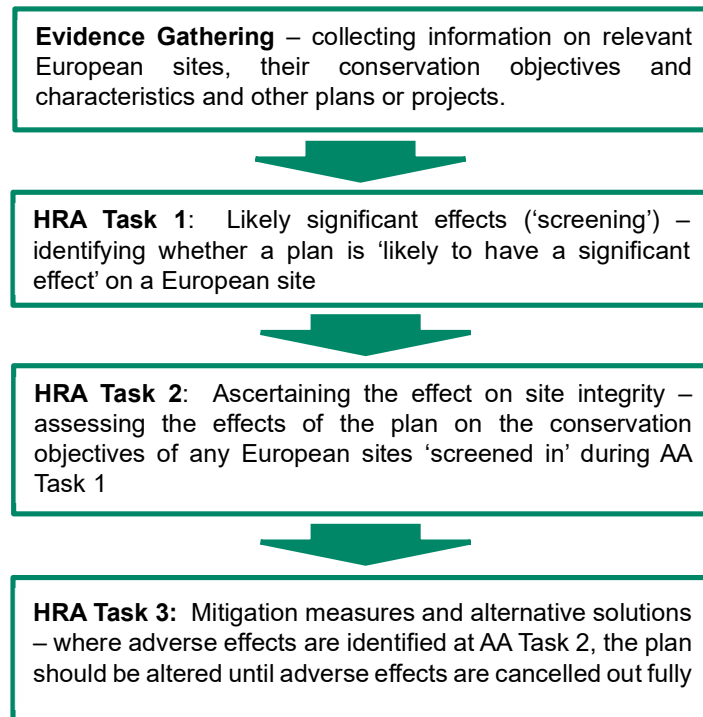 Evidence Gathering – collecting information on relevant
European sites, their conservation objectives and
characteristics and other plans or projects.
HRA Task 1: Likely significant effects (‘screening’) –
identifying whether a plan is ‘likely to have a significant
effect’ on a European site
HRA Task 2: Ascertaining the effect on site integrity –
assessing the effects of the plan on the conservation
objectives of any European sites ‘screened in’ during AA
Task 1
HRA Task 3: Mitigation measures and alternative solutions
– where adverse effects are identified at AA Task 2, the plan
should be altered until adverse effects are cancelled out fully